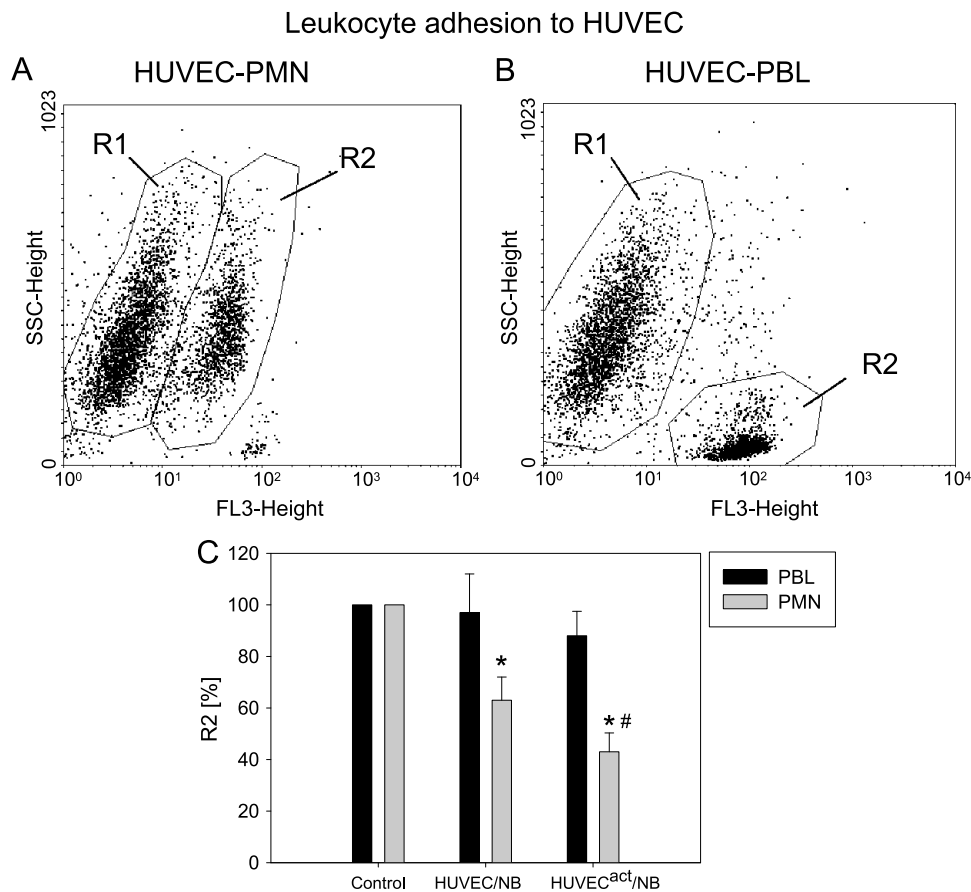 Leukocyte adhesion to HUVEC
A
HUVEC-PMN
1023
SSC-Height
0
R1
R2
10⁰
10¹
10²
10³
10⁴
FL3-Height
B
HUVEC-PBL
1023
SSC-Height
0
R1
R2
10⁰
10¹
10²
10³
10⁴
FL3-Height
C
120
100
80
60
40
20
0
R2 [%]
*
* #
Control
HUVEC/NB
HUVECᵃᶜᵗ/NB
PBL
PMN